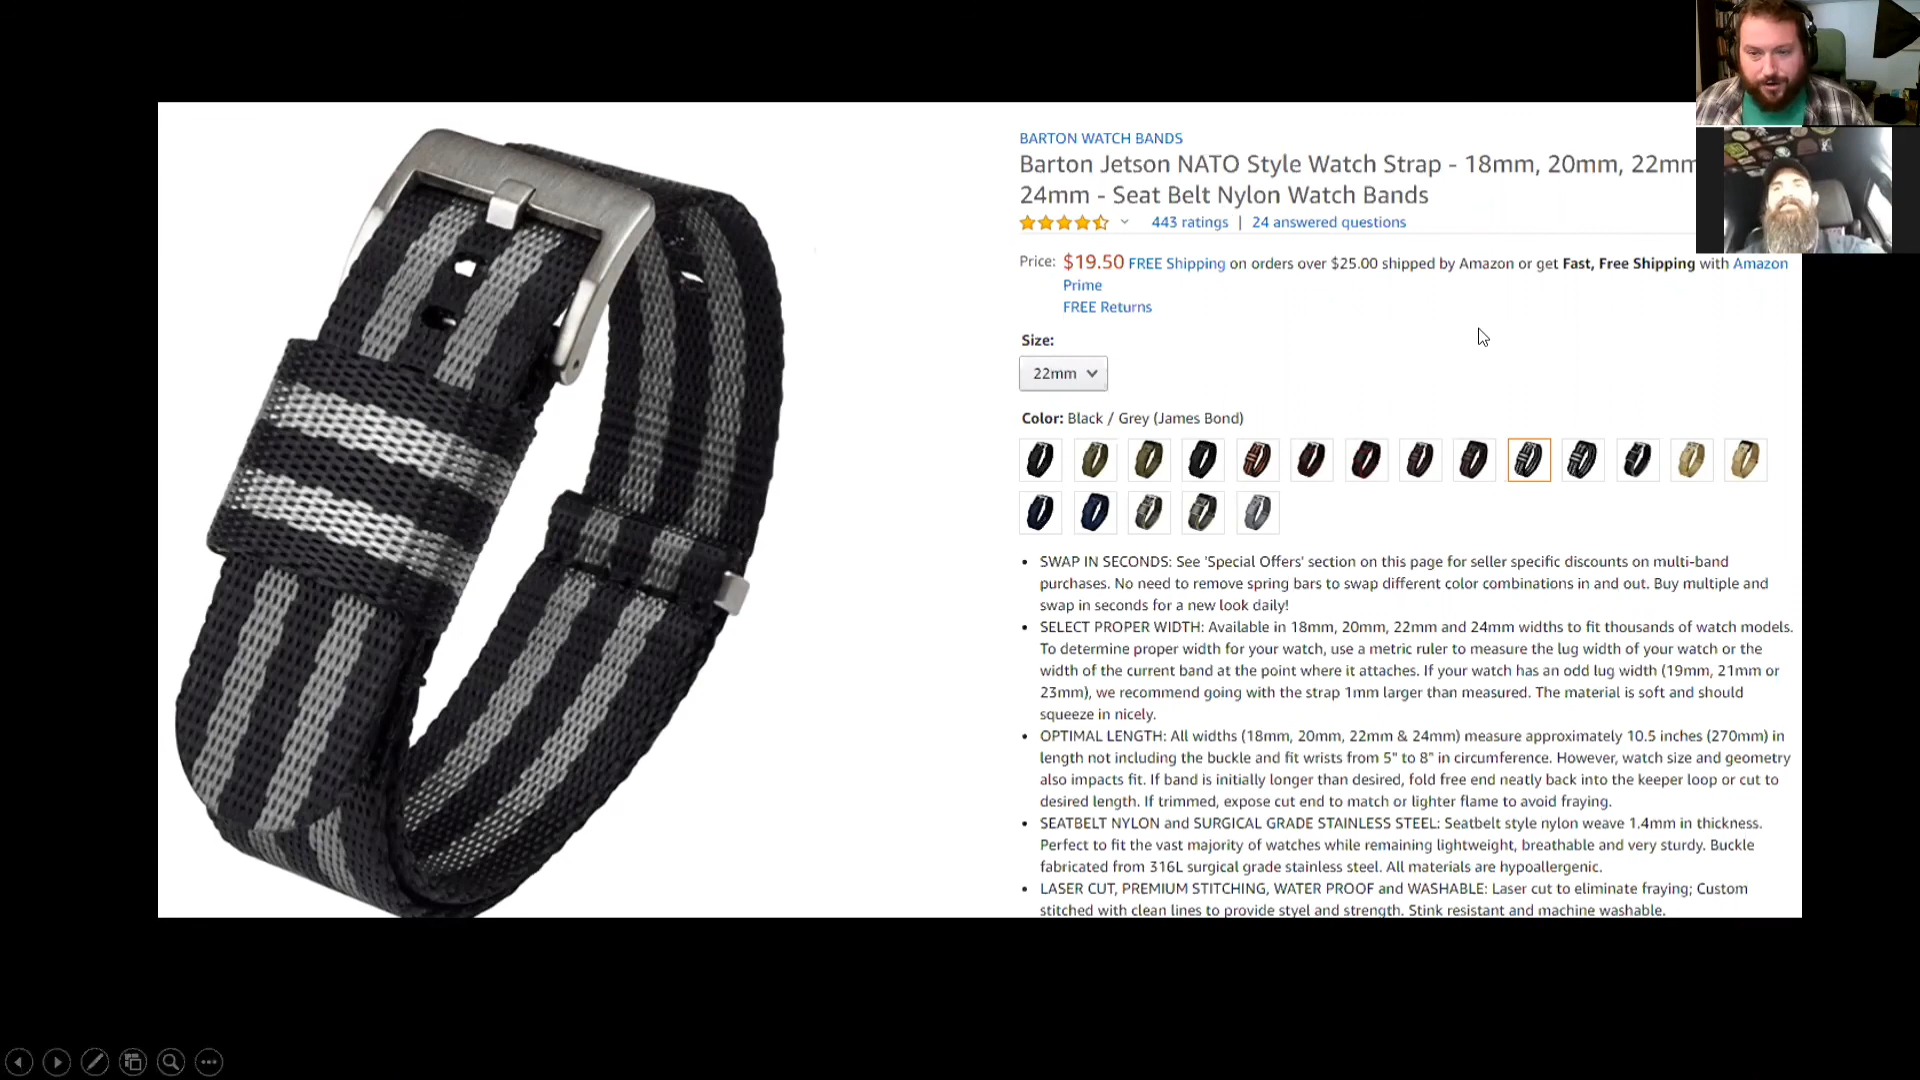 BARTON WATCH BANDS
Barton Jetson NATO Style Watch Strap - 18mm, 20mm, 22mm
24mm - Seat Belt Nylon Watch Bands
443 ratings | 24 answered questions
Price: $19.50 FREE Shipping on orders over $25.00 shipped by Amazon or get Fast, Free Shipping with Amazon
Prime
FREE Returns
Size:
22mm
Color: Black / Grey (James Bond)
• SWAP IN SECONDS: See 'Special Offers' section on this page for seller specific discounts on multi-band
purchases. No need to remove spring bars to swap different color combinations in and out. Buy multiple and
swap in seconds for a new look daily!
• SELECT PROPER WIDTH: Available in 18mm, 20mm, 22mm and 24mm widths to fit thousands of watch models.
To determine proper width for your watch, use a metric ruler to measure the lug width of your watch or the
width of the current band at the point where it attaches. If your watch has an odd lug width (19mm, 21mm or
23mm), we recommend going with the strap 1mm larger than measured. The material is soft and should
squeeze in nicely.
• OPTIMAL LENGTH: All widths (18mm, 20mm, 22mm & 24mm) measure approximately 10.5 inches (270mm) in
length not including the buckle and fit wrists from 5" to 8" in circumference. However, watch size and geometry
also impacts fit. If band is initially longer than desired, fold free end neatly back into the keeper loop or cut to
desired length. If trimmed, expose cut end to match or lighter flame to avoid fraying.
• SEATBELT NYLON and SURGICAL GRADE STAINLESS STEEL: Seatbelt style nylon weave 1.4mm in thickness.
Perfect to fit the vast majority of watches while remaining lightweight, breathable and very sturdy. Buckle
fabricated from 316L surgical grade stainless steel. All materials are hypoallergenic.
• LASER CUT, PREMIUM STITCHING, WATER PROOF and WASHABLE: Laser cut to eliminate fraying; Custom
stitched with clean lines to provide styel and strength. Stink resistant and machine washable.